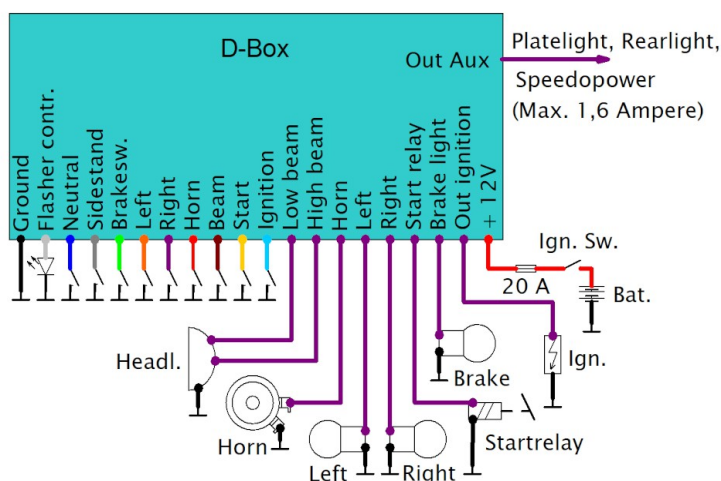 D-Box
Out Aux
Platelight, Rearlight,
Speedopower
(Max. 1,6 Ampere)
Ground
Flasher contr.
Neutral
Sidestand
Brakesw.
Left
Right
Horn
Beam
Start
Ignition
Low beam
High beam
Horn
Left
Right
Start relay
Brake light
Out ignition
+ 12V
Ign. Sw.
20 A
Bat.
Headl.
Brake
Ign.
Horn
Startrelay
Left
Right